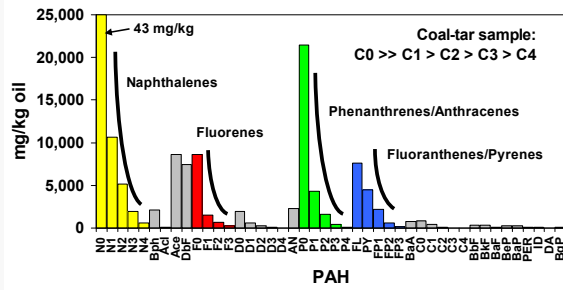 25,000
20,000
15,000
10,000
5,000
0
mg/kg oil
43 mg/kg
Coal-tar sample:
C0 >> C1 > C2 > C3 > C4
Naphthalenes
Fluorenes
Phenanthrenes/Anthracenes
Fluoranthenes/Pyrenes
N0
N1
N2
N3
N4
Bph
Acl
Ace
DbF
F0
F1
F2
F3
D0
D1
D2
D3
D4
AN
P0
P1
P2
P3
P4
FL
PY
FP1
FP2
FP3
BaA
C0
C1
C2
C3
C4
BbF
BkF
BaF
BeP
BaP
PER
ID
DA
BgP
PAH